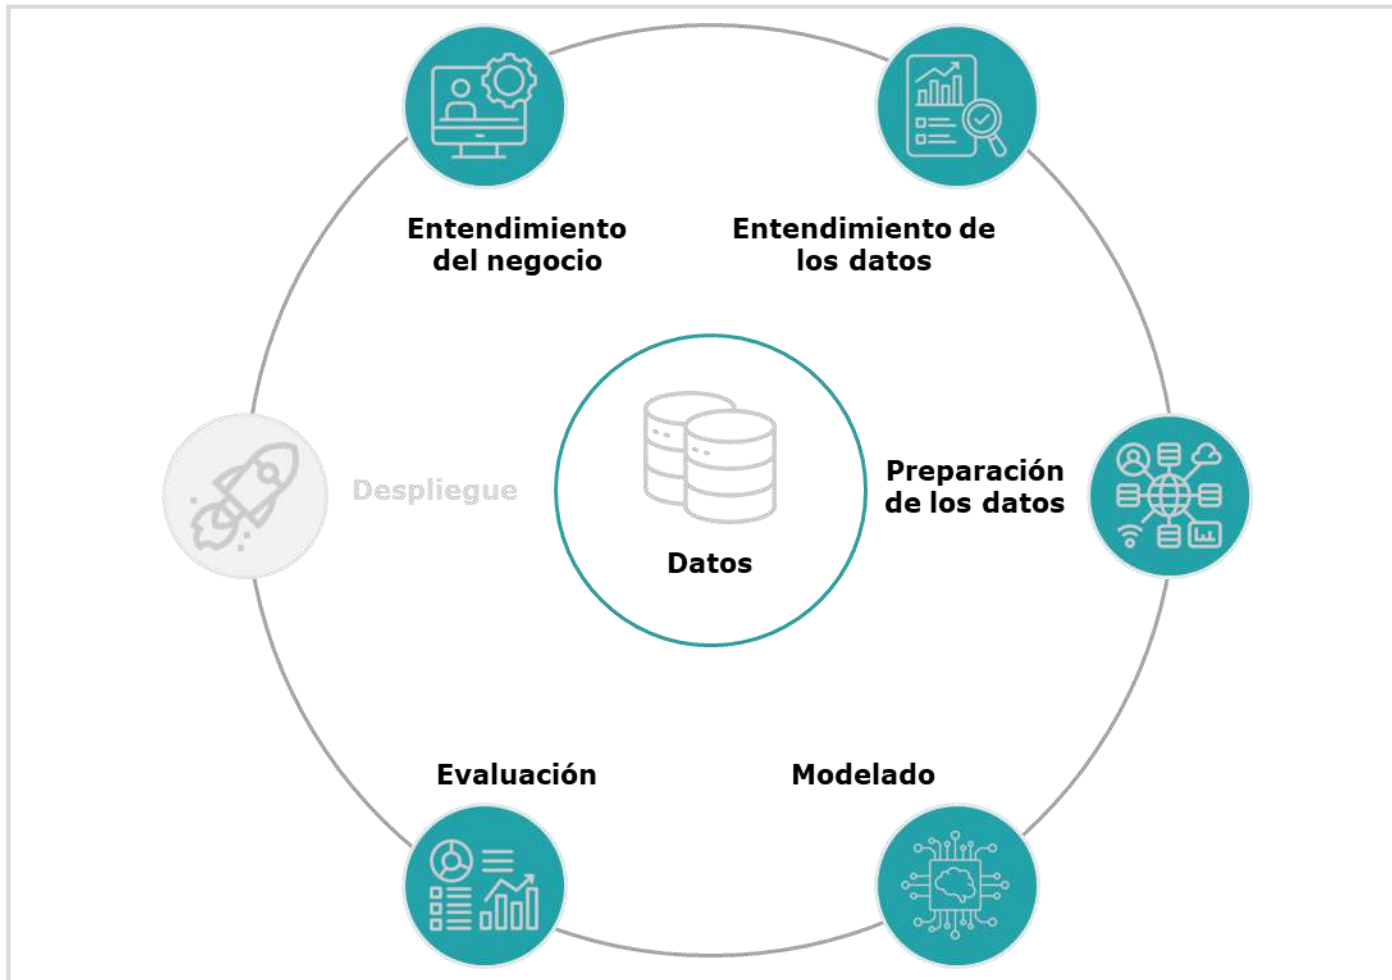 Entendimiento
del negocio
Entendimiento de
los datos
Despliegue
Preparación
de los datos
Datos
Evaluación
Modelado